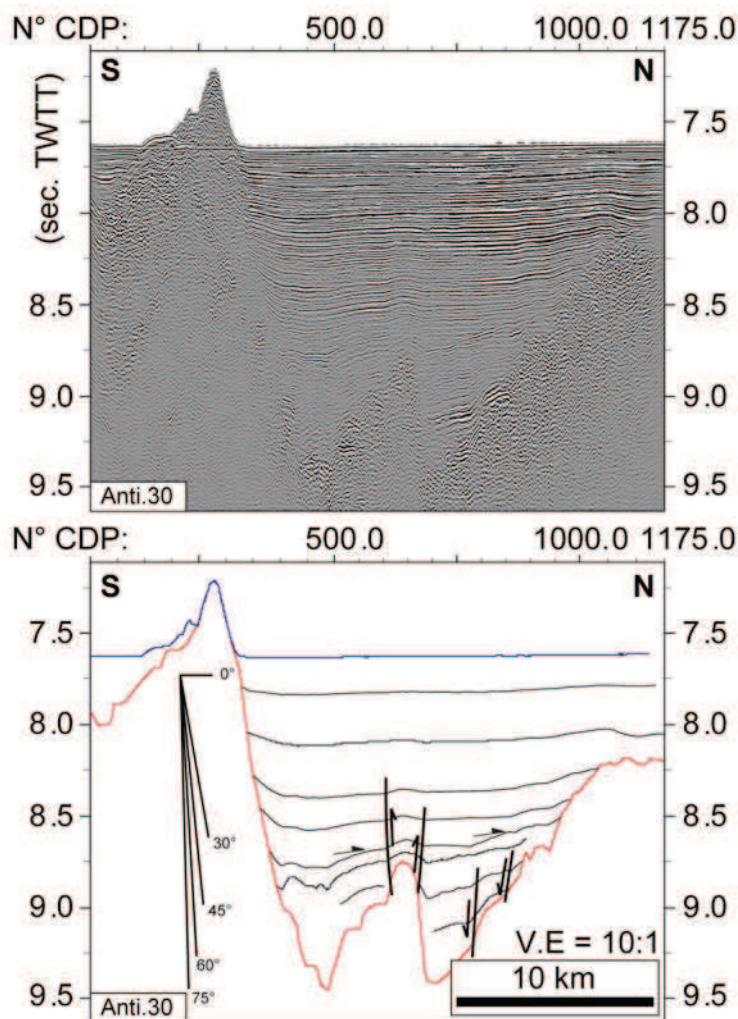 N° CDP: 500.0 1000.0 1175.0
S N
(sec. TWTT)
7.5 7.5
8.0 8.0
8.5 8.5
9.0 9.0
9.5 9.5
Anti.30
N° CDP: 500.0 1000.0 1175.0
S N
7.5 7.5
0°
8.0 8.0
8.5 8.5
30°
9.0 9.0
45°
V.E = 10:1
60°
10 km
75°
9.5 9.5
Anti.30